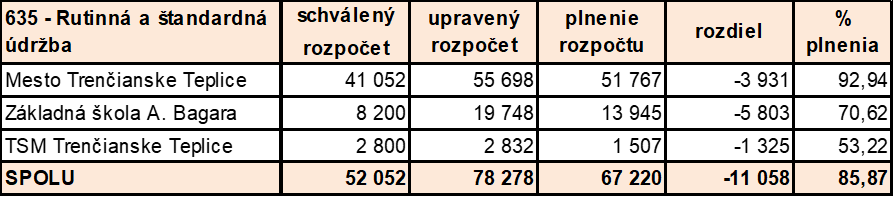 635 - Rutinná a štandardná údržba | schválený rozpočet | upravený rozpočet | plnenie rozpočtu | rozdiel | % plnenia
Mesto Trenčianske Teplice | 41 052 | 55 698 | 51 767 | -3 931 | 92,94
Základná škola A. Bagara | 8 200 | 19 748 | 13 945 | -5 803 | 70,62
TSM Trenčianske Teplice | 2 800 | 2 832 | 1 507 | -1 325 | 53,22
SPOLU | 52 052 | 78 278 | 67 220 | -11 058 | 85,87